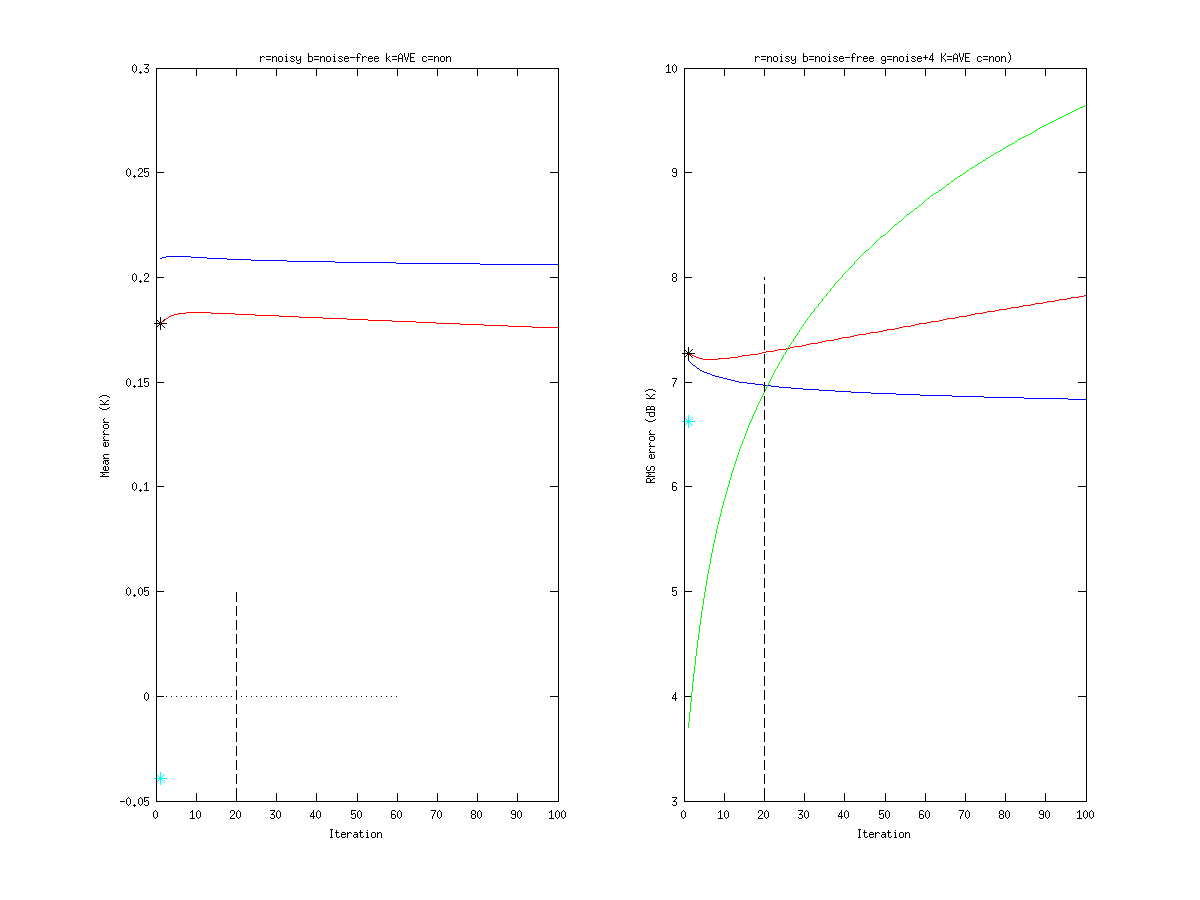 r=noisy b=noise-free k=AVE c=non
0.3
0.25
0.2
0.15
0.1
0.05
0
-0.05
Mean error (K)
0 10 20 30 40 50 60 70 80 90 100
Iteration
r=noisy b=noise-free g=noise+4 K=AVE c=non)
10
9
8
7
6
5
4
3
RMS error (dB K)
0 10 20 30 40 50 60 70 80 90 100
Iteration